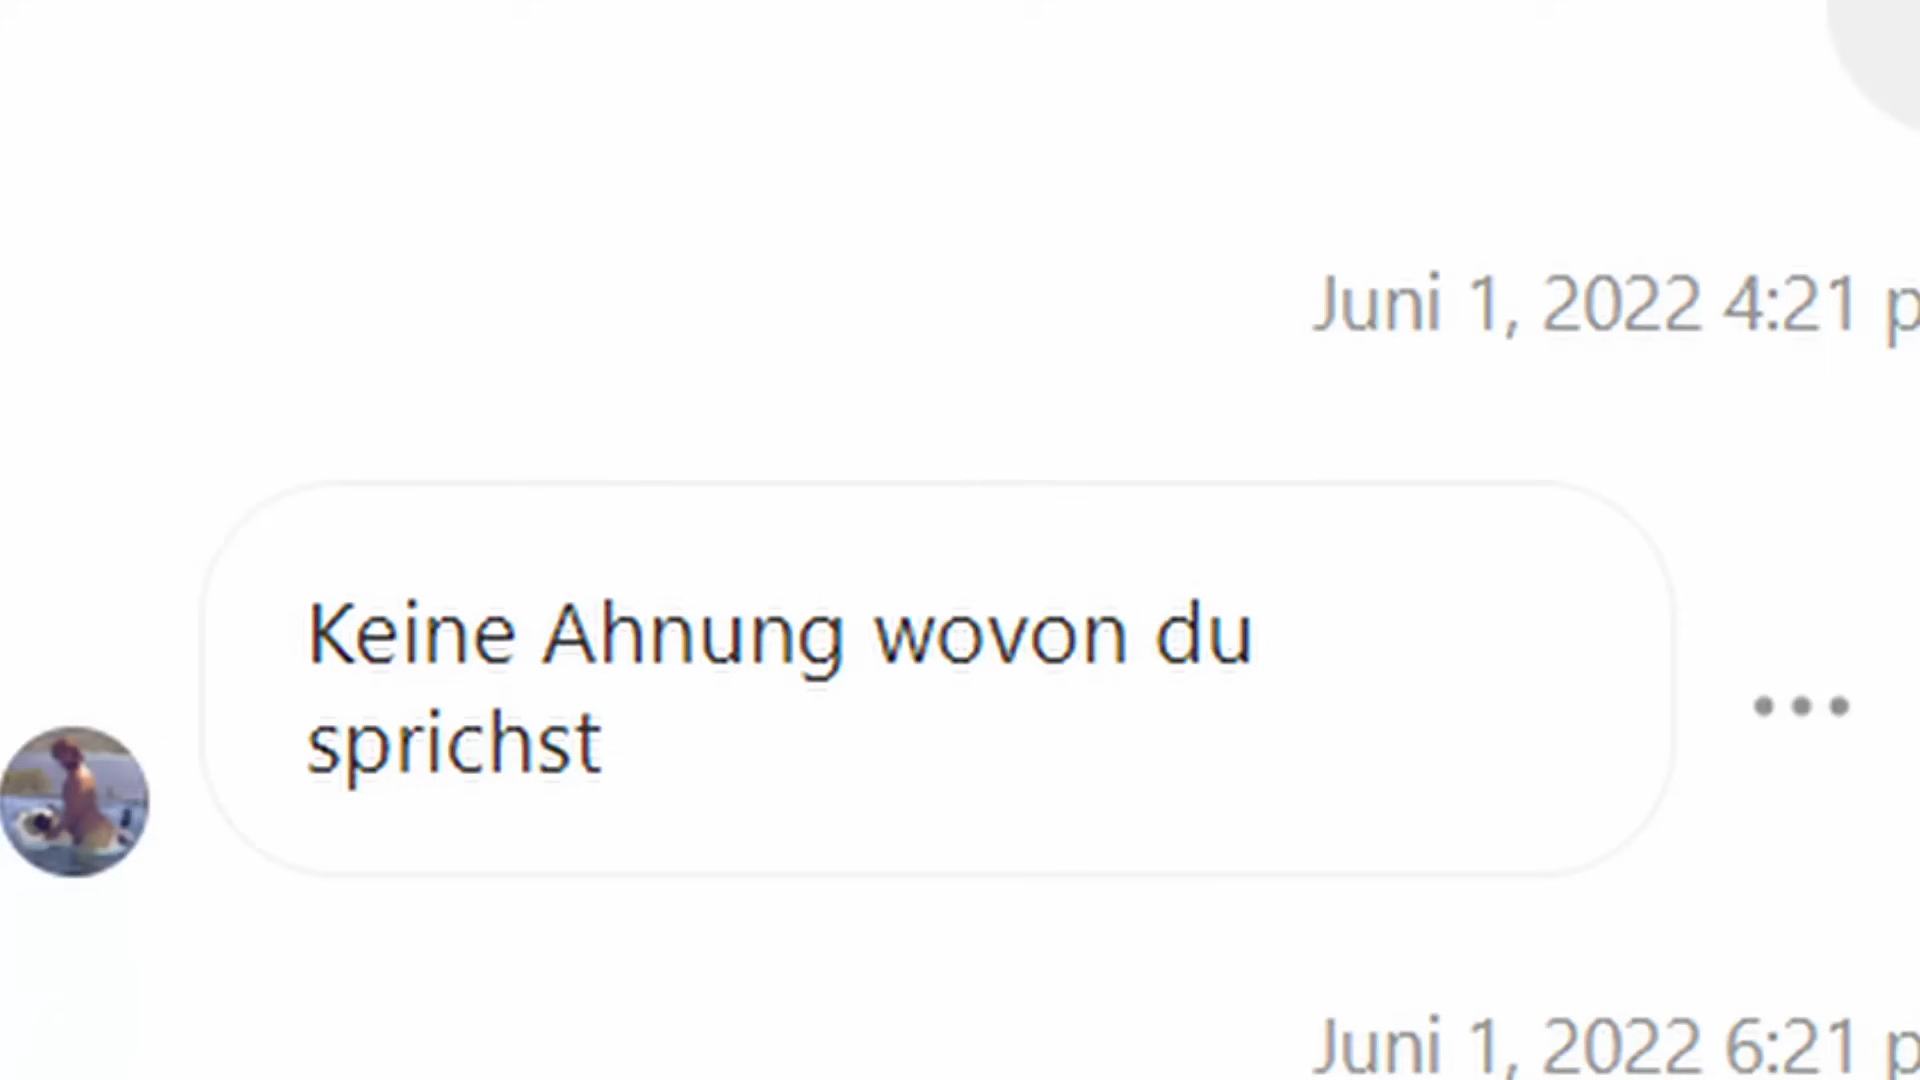 Juni 1, 2022 4:21 p
Keine Ahnung wovon du
sprichst
Juni 1, 2022 6:21 p